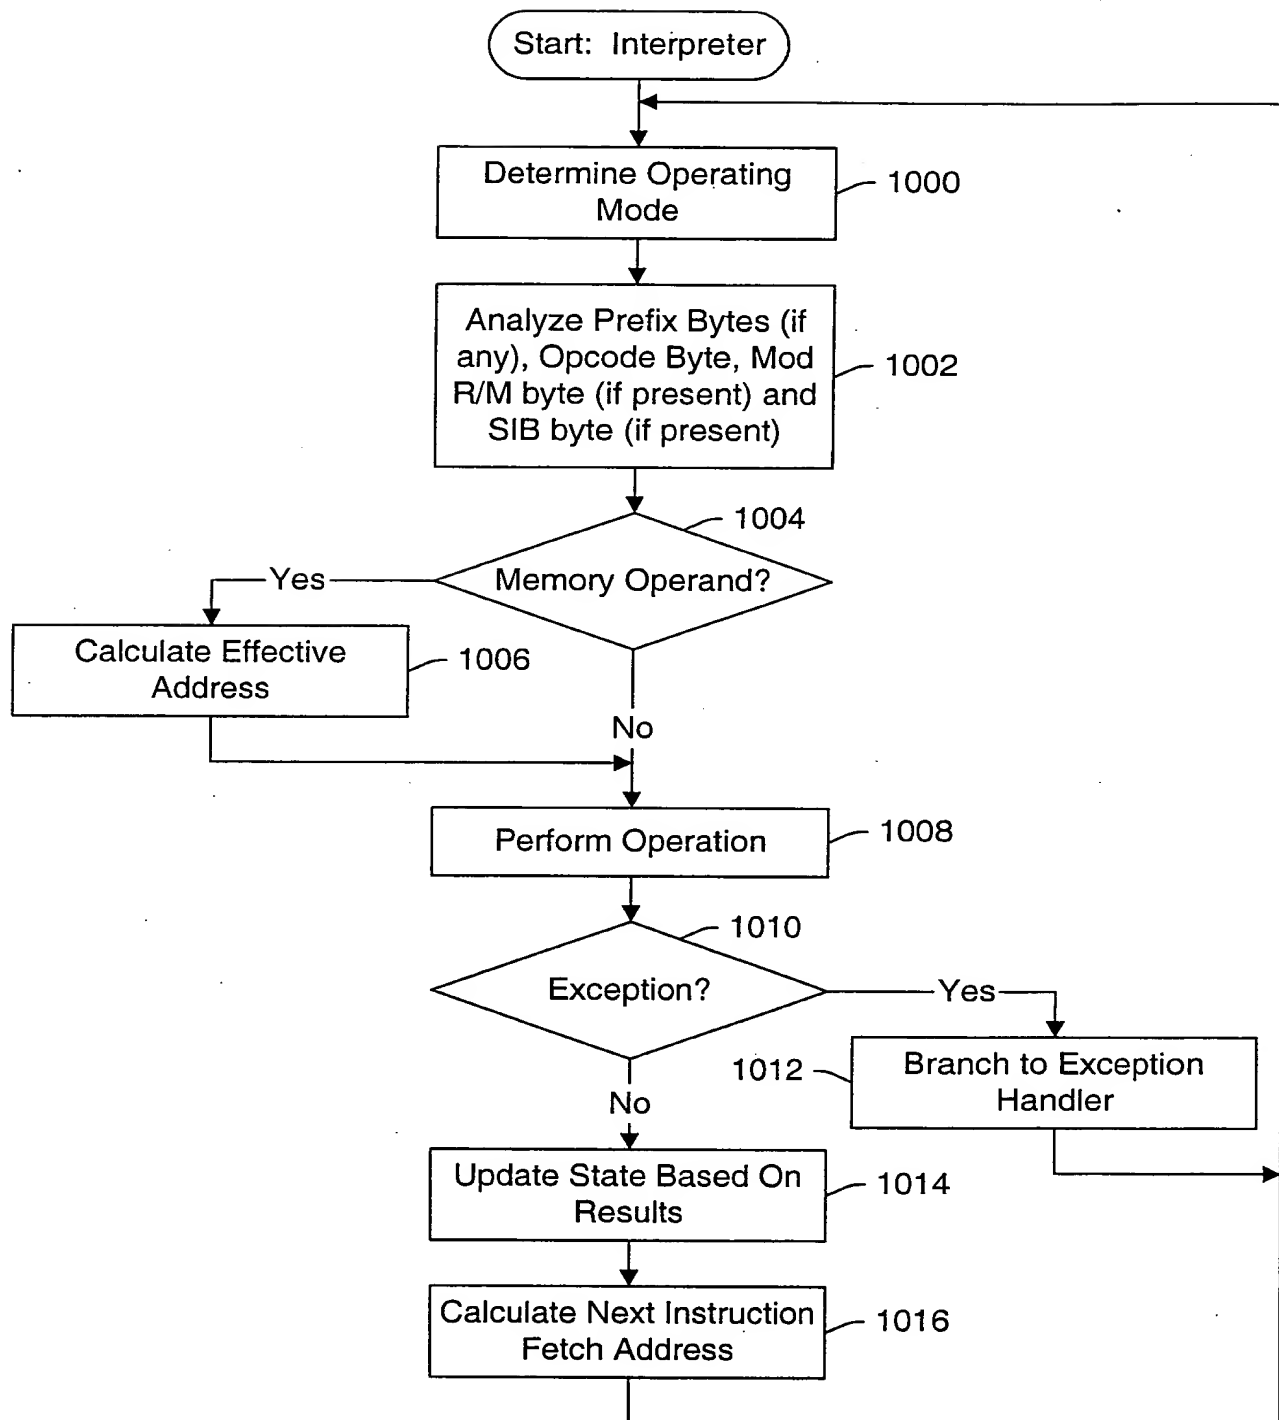 Start: Interpreter
Determine Operating
Mode
1000
Analyze Prefix Bytes (if
any), Opcode Byte, Mod
R/M byte (if present) and
SIB byte (if present)
1002
1004
Memory Operand?
Yes
Calculate Effective
Address
1006
No
Perform Operation
1008
1010
Exception?
Yes
1012
Branch to Exception
Handler
No
Update State Based On
Results
1014
Calculate Next Instruction
Fetch Address
1016